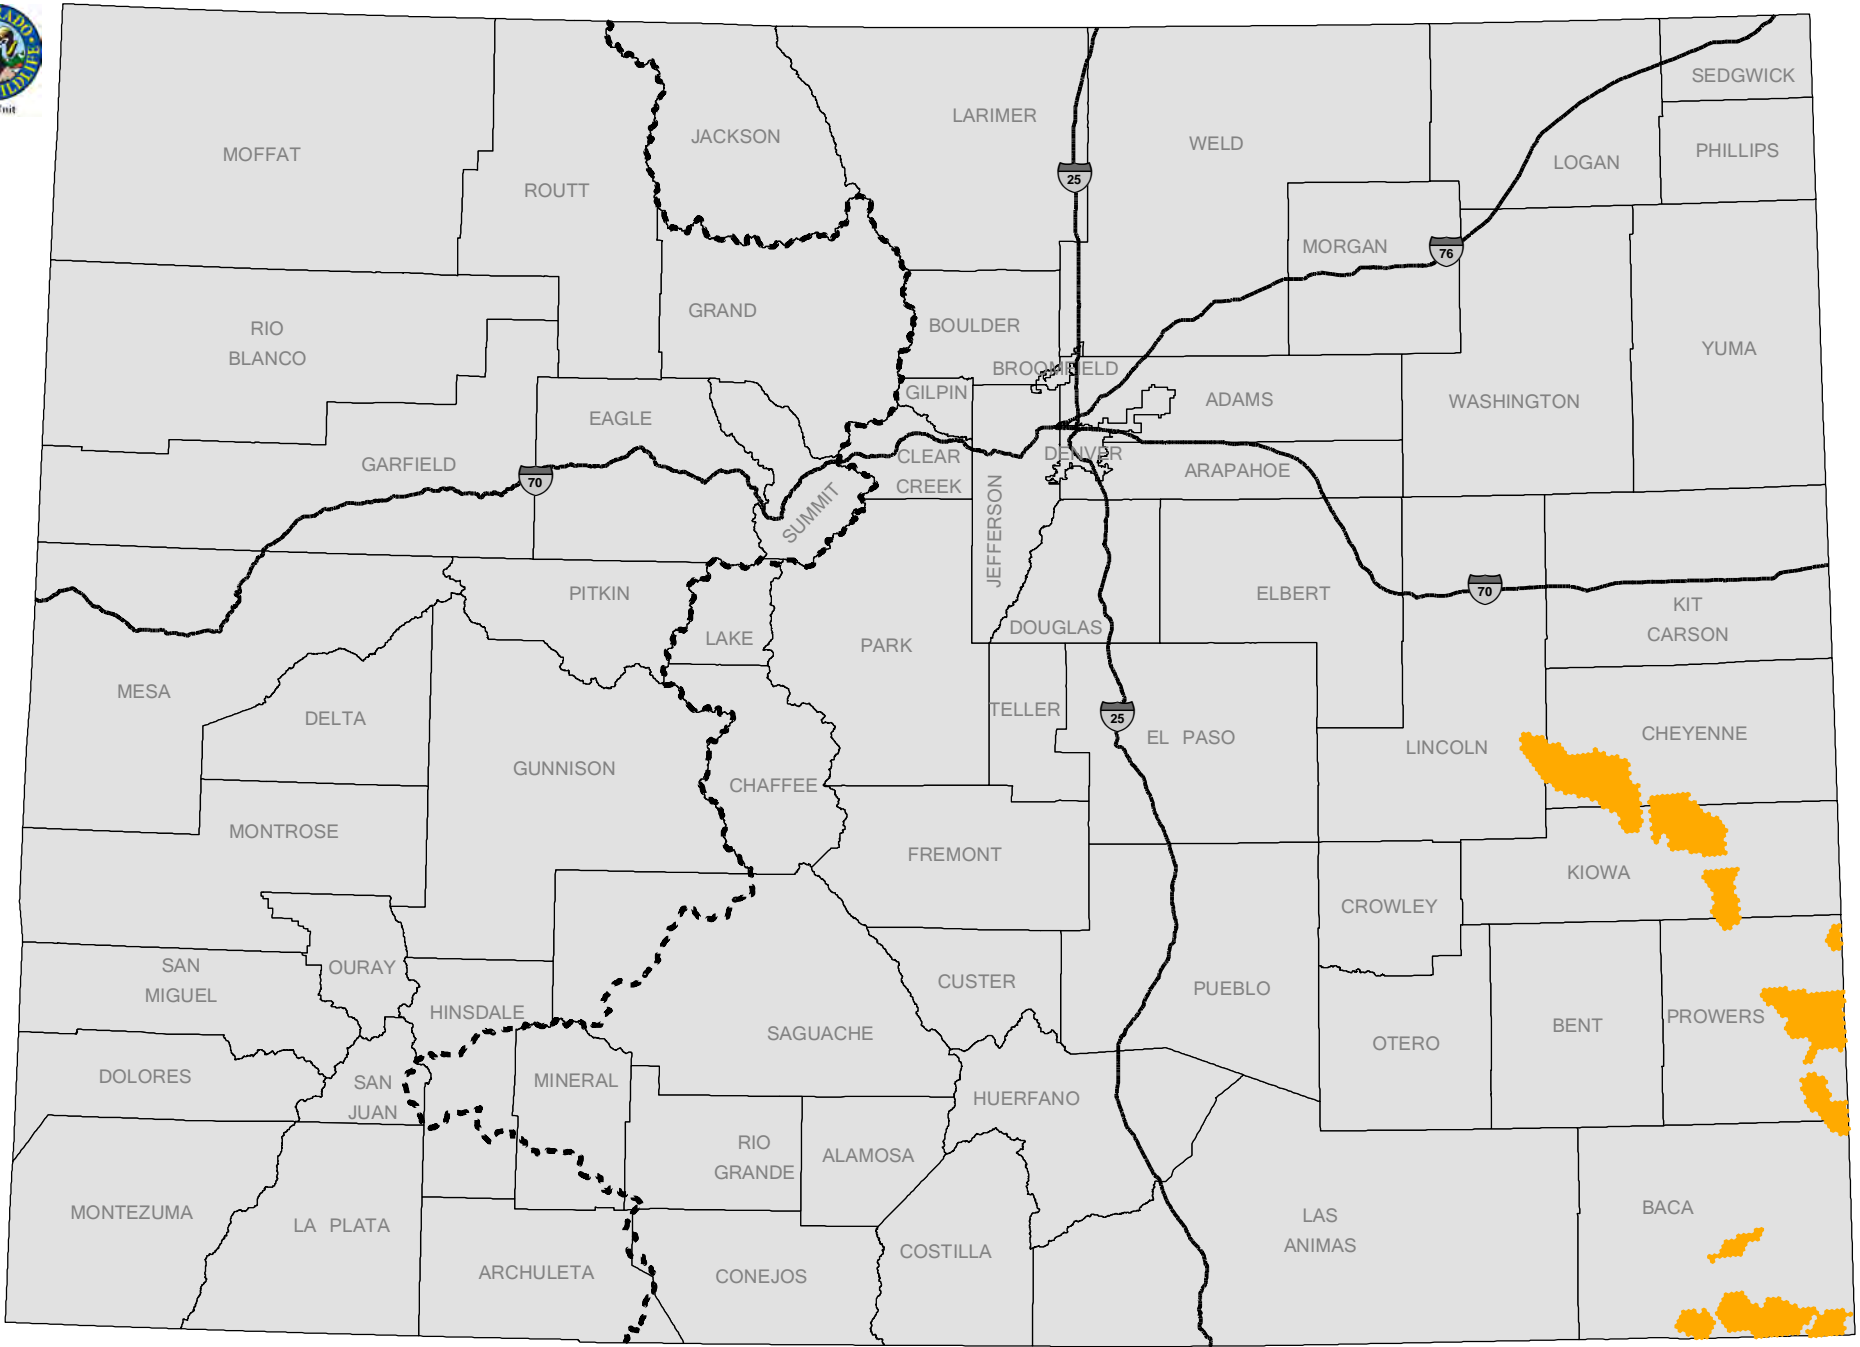 RADO
WILDLIFE
Unit
SEDGWICK
LARIMER
JACKSON
WELD
PHILLIPS
MOFFAT
LOGAN
25
ROUTT
MORGAN
76
GRAND
RIO
BLANCO
BOULDER
YUMA
BROOMFIELD
GILPIN
ADAMS
WASHINGTON
EAGLE
GARFIELD
CLEAR
CREEK
DENVER
ARAPAHOE
70
SUMMIT
JEFFERSON
PITKIN
ELBERT
70
KIT
CARSON
LAKE
DOUGLAS
PARK
MESA
DELTA
TELLER
25
EL PASO
LINCOLN
CHEYENNE
GUNNISON
CHAFFEE
MONTROSE
FREMONT
KIOWA
CROWLEY
SAN
MIGUEL
OURAY
CUSTER
PUEBLO
HINSDALE
SAGUACHE
PROWERS
BENT
OTERO
DOLORES
SAN
JUAN
MINERAL
HUERFANO
RIO
GRANDE
ALAMOSA
MONTEZUMA
LA PLATA
LAS
ANIMAS
BACA
COSTILLA
ARCHULETA
CONEJOS